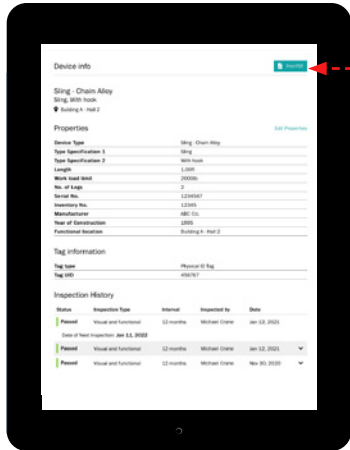 Device info
Sling - Chain Alloy
Sling, With hook
Building A - Hall 2
Properties
Edit Properties
Device Type Sling - Chain Alloy
Type Specification 1 Sling
Type Specification 2 With hook
Length 1.00ft
Work load limit 2000lb
No. of Legs 2
Serial No. 1234567
Inventory No. 12345
Manufacturer ABC Co.
Year of Construction 1995
Functional location Building A - Hall 2
Tag information
Tag type Physical ID Tag
Tag UID 456767
Inspection History
Status Inspection Type Interval Inspected by Date
Passed Visual and functional 12 months Michael Crane Jan 12, 2021
Date of Next Inspection: Jan 11, 2022
Passed Visual and functional 12 months Michael Crane Jan 12, 2021
Passed Visual and functional 12 months Michael Crane Nov 30, 2020